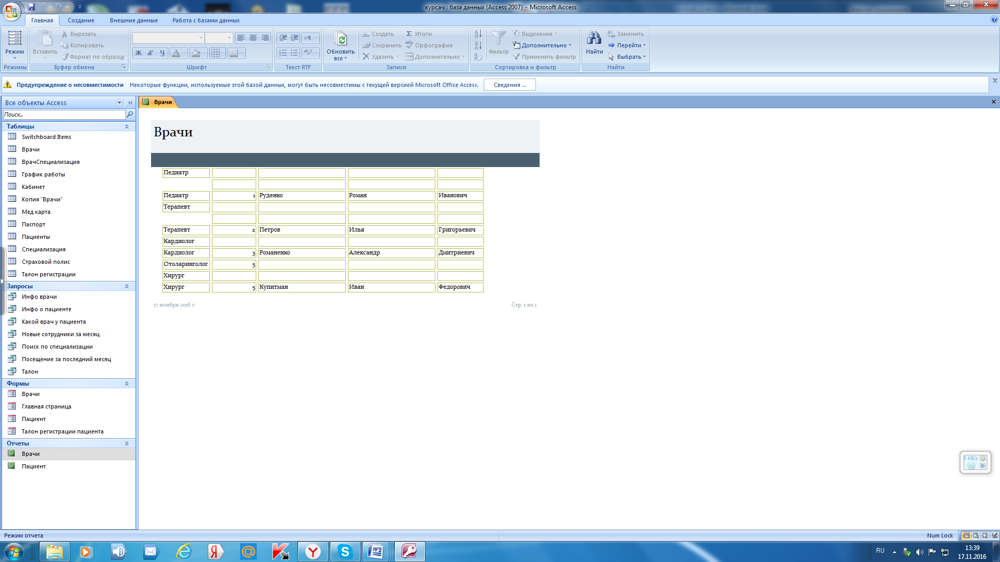 курсач : база данных (Access 2007) - Microsoft Access
Главная Создание Внешние данные Работа с базами данных
Режим
Режимы
Вставить
Вырезать
Копировать
Формат по образцу
Буфер обмена
Ж К Ч
Шрифт
Текст RTF
Обновить все
Создать
Сохранить
Удалить
Итоги
Орфография
Дополнительно
Записи
Фильтр
Выделение
Дополнительно
Применить фильтр
Сортировка и фильтр
Найти
Заменить
Перейти
Выбрать
Найти
Предупреждение о несовместимости Некоторые функции, используемые этой базой данных, могут быть несовместимы с текущей версией Microsoft Office Access. Сведения ...
Все объекты Access
Поиск...
Таблицы
Switchboard Items
Врачи
ВрачСпециализация
График работы
Кабинет
Копия "Врачи"
Мед карта
Паспорт
Пациенты
Специализация
Страховой полис
Талон регистрации
Запросы
Инфо врачи
Инфо о пациенте
Какой врач у пациента
Новые сотрудники за месяц
Поиск по специализации
Посещение за последний месяц
Талон
Формы
Врачи
Главная страница
Пациент
Талон регистрации пациента
Отчеты
Врачи
Пациент
Врачи
Врачи
Педиатр
Педиатр 1 Руденко Роман Иванович
Терапевт
Терапевт 2 Петров Илья Григорьевич
Кардиолог
Кардиолог 3 Романенко Александр Дмитриевич
Отоларинголог 5
Хирург
Хирург 5 Купитман Иван Федорович
17 ноября 2016 г. Стр. 1 из 1
5 KB/s
Режим отчета Num Lock
RU 13:39
17.11.2016